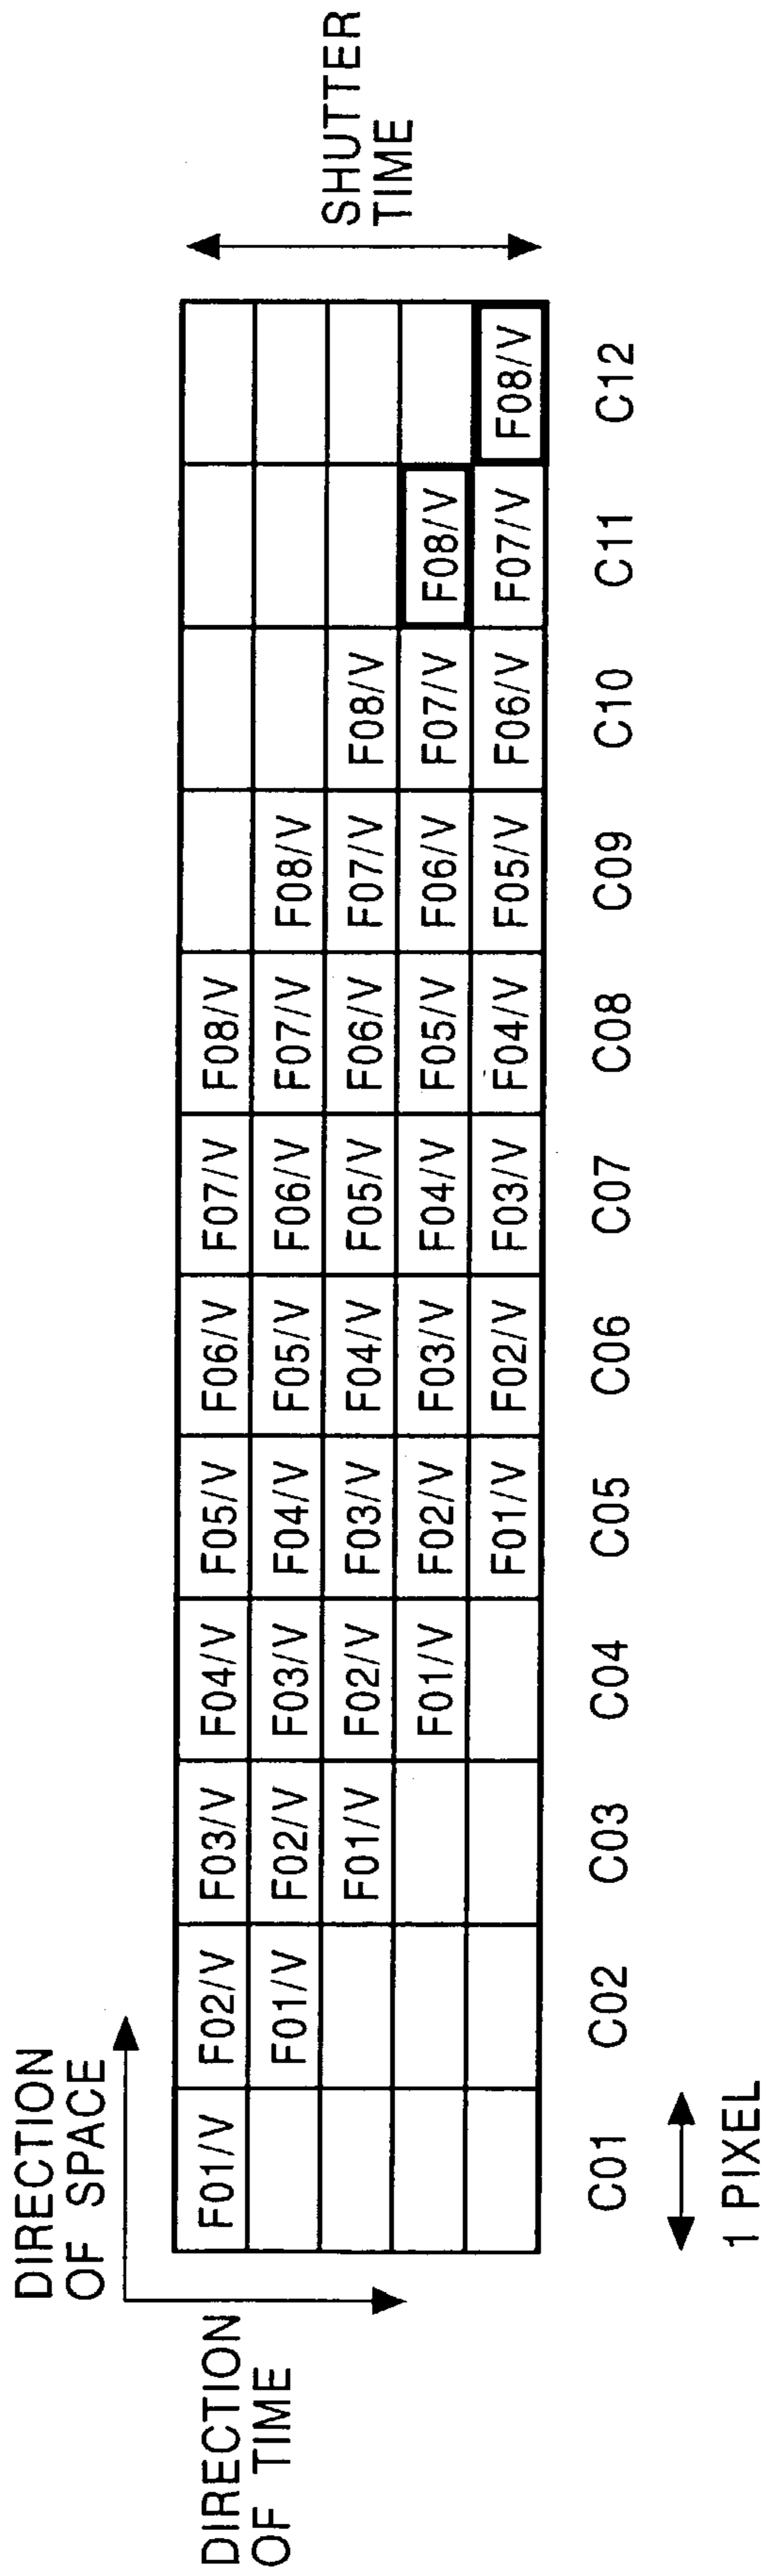 DIRECTION
OF SPACE
DIRECTION
OF TIME
SHUTTER
TIME
F01/V F02/V F03/V F04/V F05/V F06/V F07/V F08/V
F01/V F02/V F03/V F04/V F05/V F06/V F07/V F08/V
F01/V F02/V F03/V F04/V F05/V F06/V F07/V F08/V
F01/V F02/V F03/V F04/V F05/V F06/V F07/V F08/V
F01/V F02/V F03/V F04/V F05/V F06/V F07/V F08/V
C01 C02 C03 C04 C05 C06 C07 C08 C09 C10 C11 C12
1 PIXEL